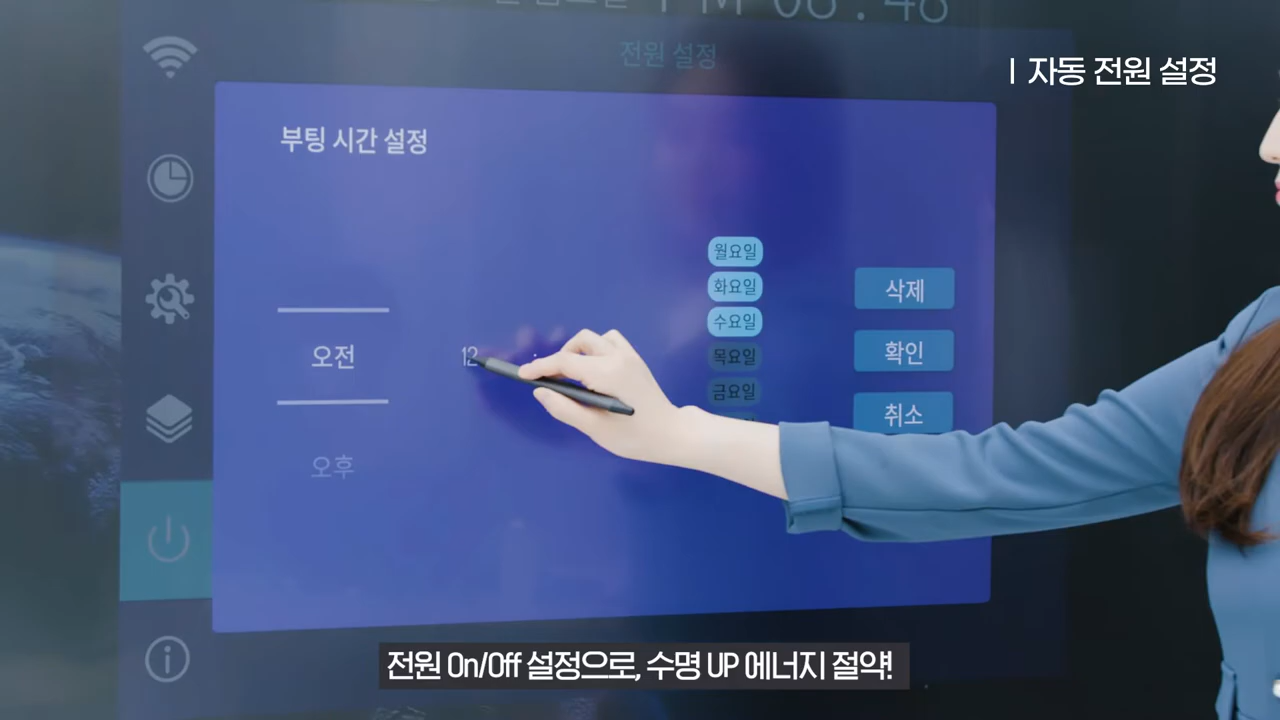 PM 08 : 48
전원 설정
| 자동 전원 설정
부팅 시간 설정
월요일
화요일
수요일
목요일
금요일
삭제
확인
취소
오전
12
오후
전원 On/Off 설정으로, 수명 UP 에너지 절약!